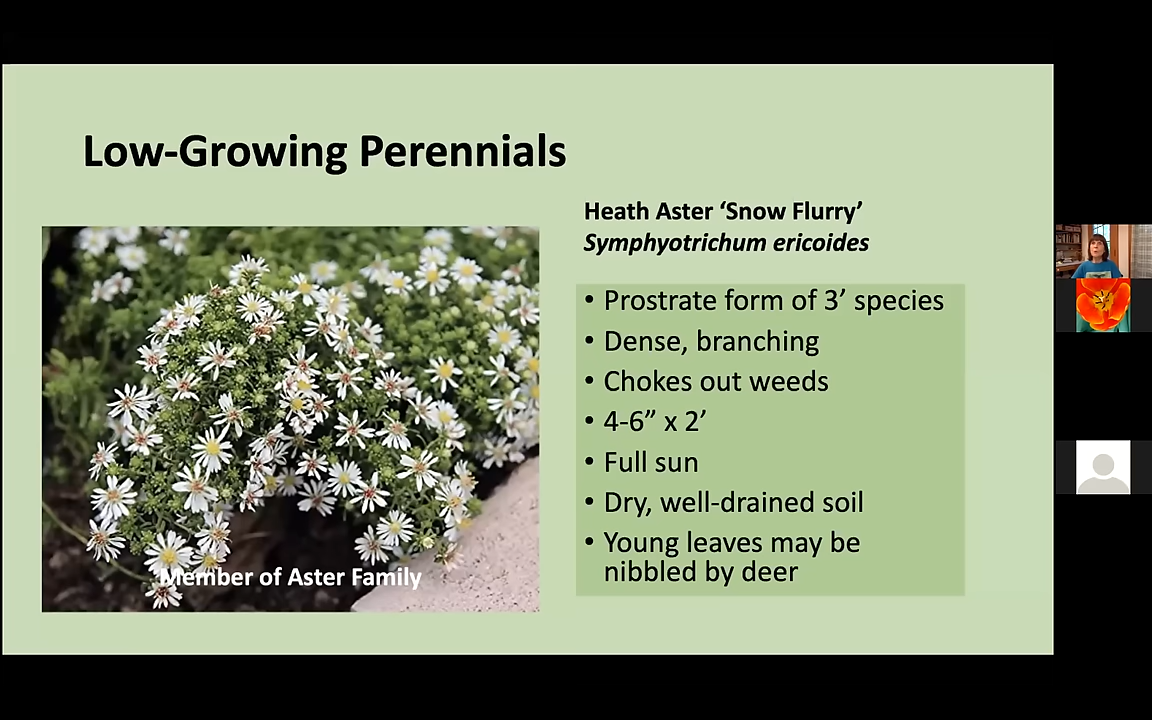 Low-Growing Perennials
Heath Aster ‘Snow Flurry’
Symphyotrichum ericoides
• Prostrate form of 3’ species
• Dense, branching
• Chokes out weeds
• 4-6” x 2’
• Full sun
• Dry, well-drained soil
• Young leaves may be
nibbled by deer
Member of Aster Family